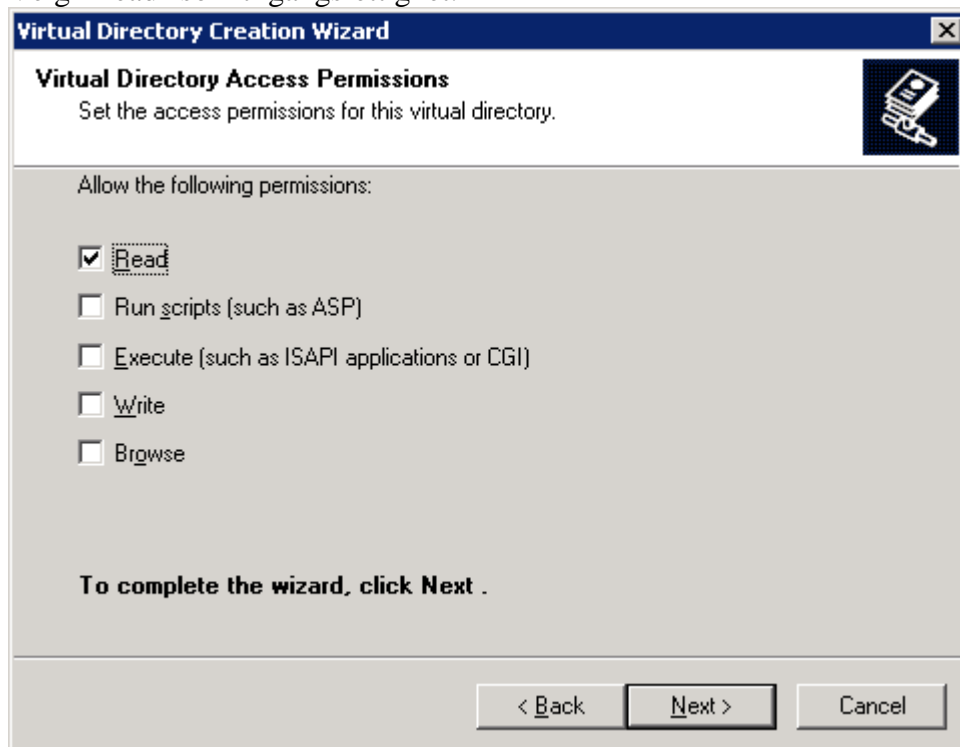 Virtual Directory Creation Wizard
Virtual Directory Access Permissions
Set the access permissions for this virtual directory.
Allow the following permissions:
Read
Run scripts (such as ASP)
Execute (such as ISAPI applications or CGI)
Write
Browse
To complete the wizard, click Next .
< Back Next > Cancel